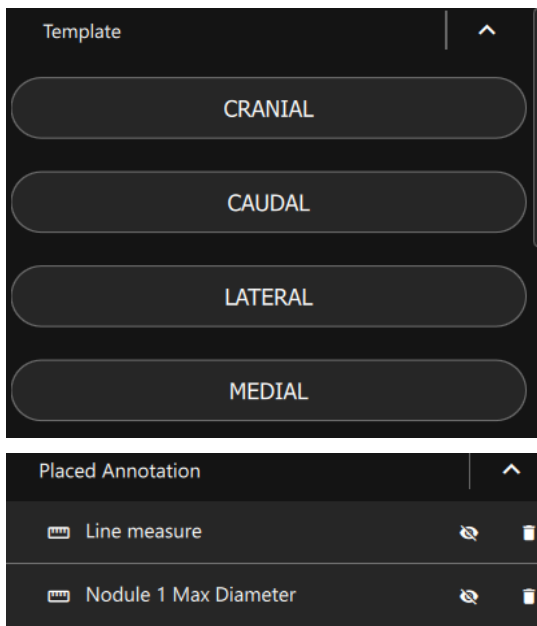 Template
CRANIAL
CAUDAL
LATERAL
MEDIAL
Placed Annotation
Line measure
Nodule 1 Max Diameter